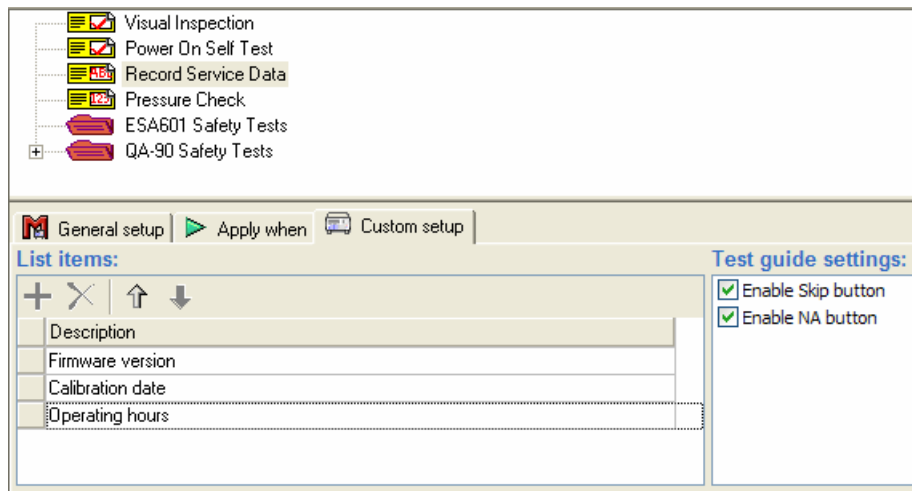 Visual Inspection
Power On Self Test
ABC Record Service Data
123 Pressure Check
ESA601 Safety Tests
QA-90 Safety Tests
General setup Apply when Custom setup
List items: Test guide settings:
Enable Skip button
Enable NA button
Description
Firmware version
Calibration date
Operating hours